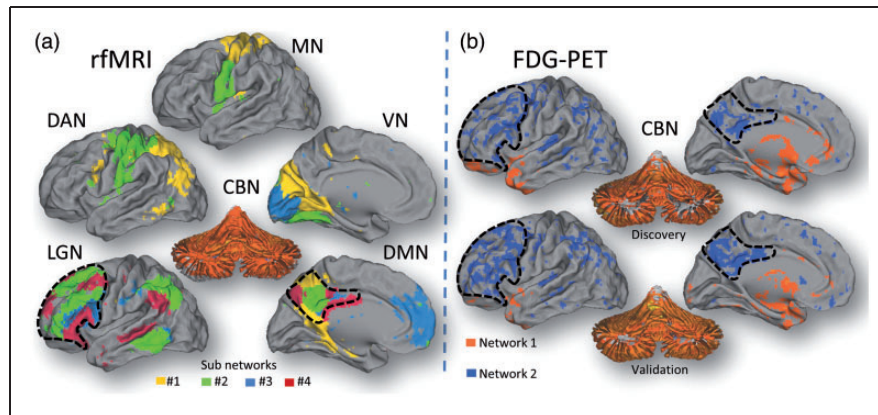 (a)
rfMRI
MN
DAN
VN
CBN
LGN
DMN
Sub networks
#1 #2 #3 #4
(b)
FDG-PET
CBN
Discovery
Network 1
Network 2
Validation